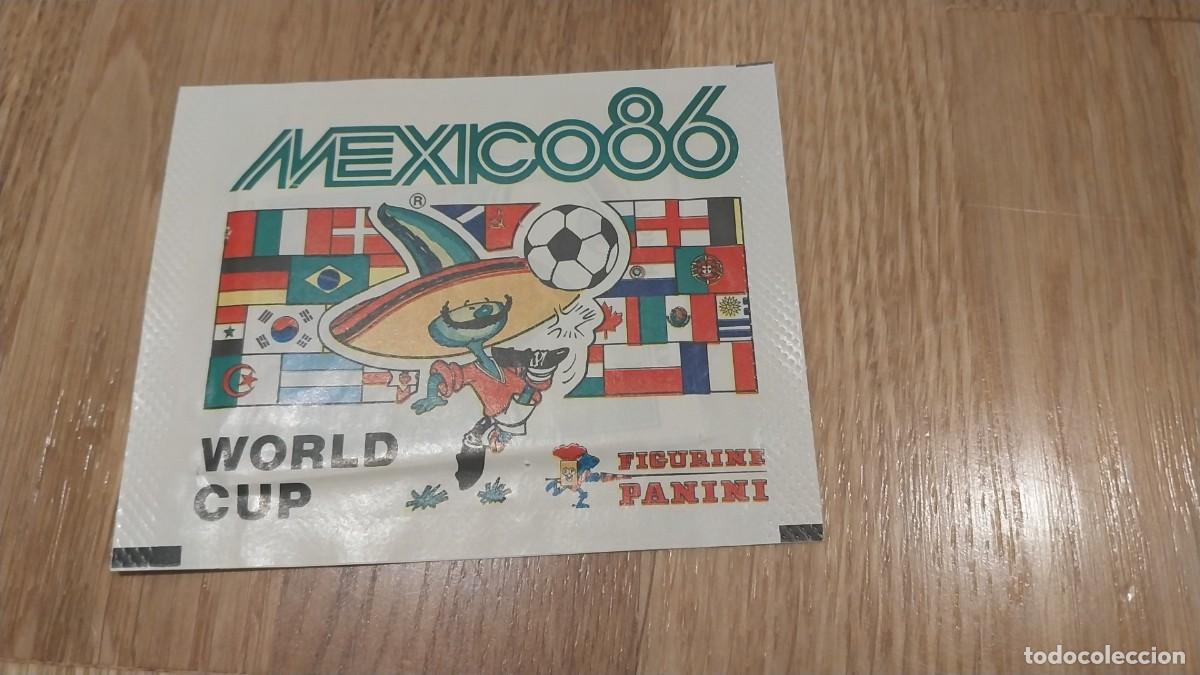 MEXICO86
®
WORLD
CUP
FIGURINE
PANINI
todocoleccion